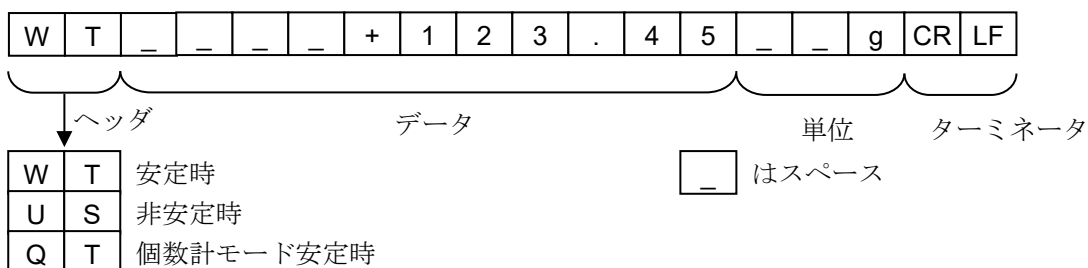 W T _ _ _ _ + 1 2 3 . 4 5 _ _ g CR LF
ヘッダ データ 単位 ターミネータ
W T 安定時 _ はスペース
U S 非安定時
Q T 個数計モード安定時